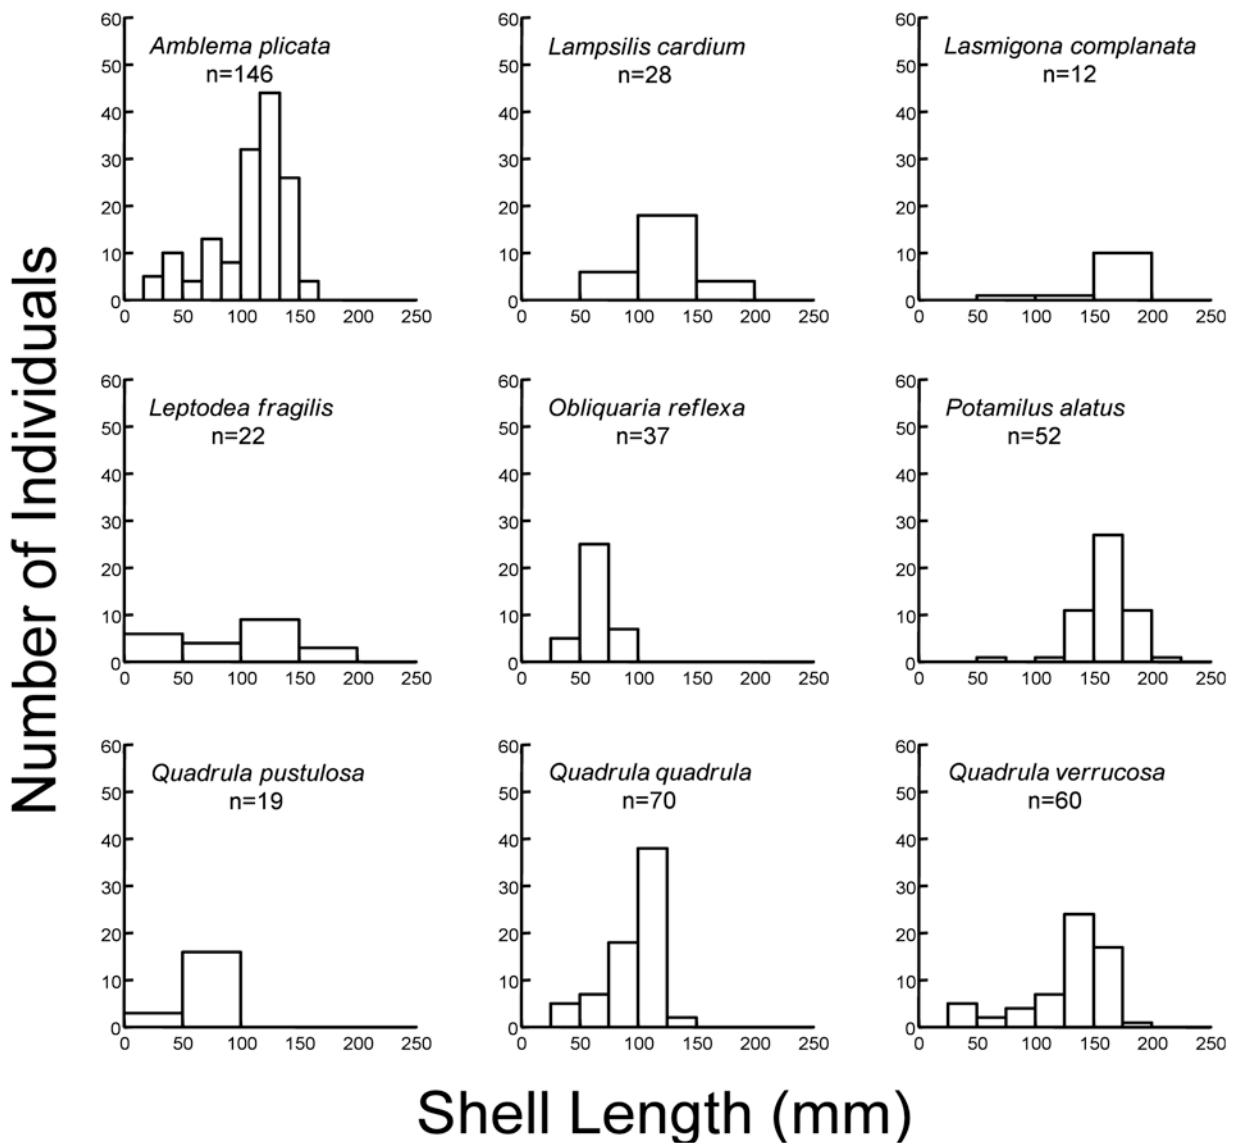 Number of Individuals
Amblema plicata
n=146
60
50
40
30
20
10
0
0 50 100 150 200 250
Lampsilis cardium
n=28
60
50
40
30
20
10
0
0 50 100 150 200 250
Lasmigona complanata
n=12
60
50
40
30
20
10
0
0 50 100 150 200 250
Leptodea fragilis
n=22
60
50
40
30
20
10
0
0 50 100 150 200 250
Obliquaria reflexa
n=37
60
50
40
30
20
10
0
0 50 100 150 200 250
Potamilus alatus
n=52
60
50
40
30
20
10
0
0 50 100 150 200 250
Quadrula pustulosa
n=19
60
50
40
30
20
10
0
0 50 100 150 200 250
Quadrula quadrula
n=70
60
50
40
30
20
10
0
0 50 100 150 200 250
Quadrula verrucosa
n=60
60
50
40
30
20
10
0
0 50 100 150 200 250
Shell Length (mm)